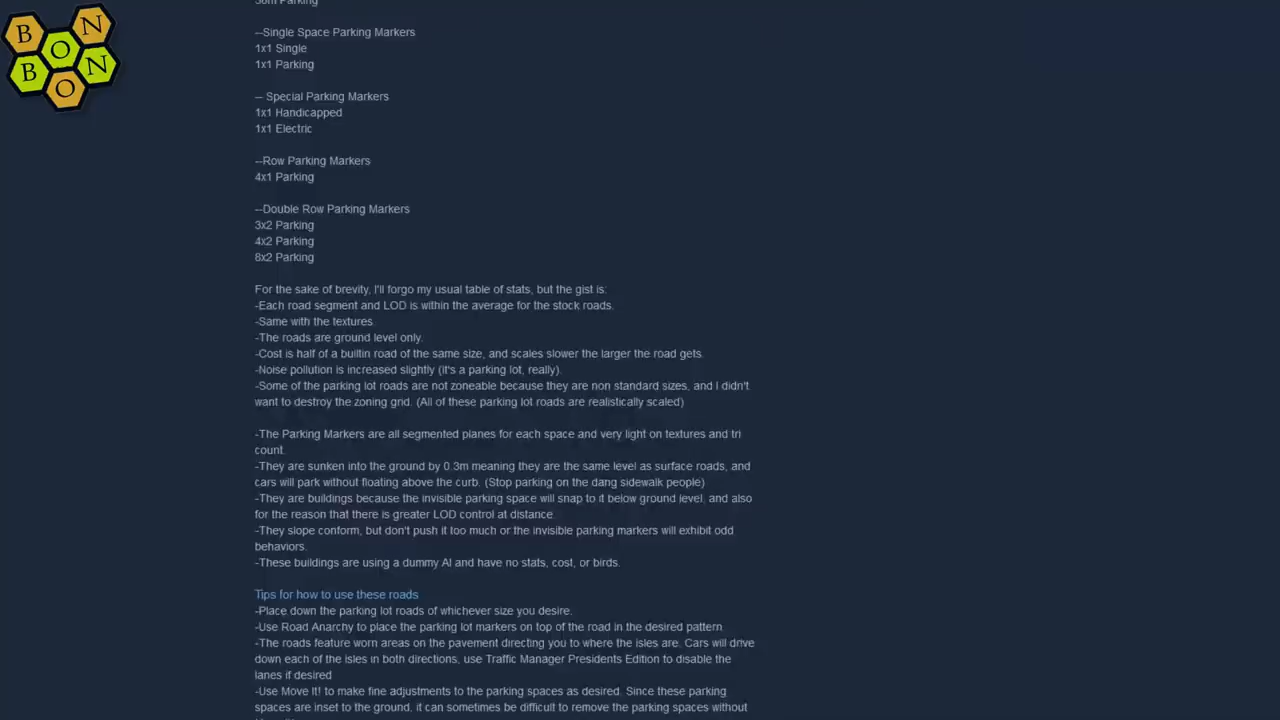 Parking
B
N
O
B
N
O
--Single Space Parking Markers
1x1 Single
1x1 Parking
-- Special Parking Markers
1x1 Handicapped
1x1 Electric
--Row Parking Markers
4x1 Parking
--Double Row Parking Markers
3x2 Parking
4x2 Parking
8x2 Parking
For the sake of brevity, I'll forgo my usual table of stats, but the gist is:
-Each road segment and LOD is within the average for the stock roads.
-Same with the textures.
-The roads are ground level only.
-Cost is half of a builtin road of the same size, and scales slower the larger the road gets.
-Noise pollution is increased slightly (it's a parking lot, really).
-Some of the parking lot roads are not zoneable because they are non standard sizes, and I didn't
want to destroy the zoning grid. (All of these parking lot roads are realistically scaled)
-The Parking Markers are all segmented planes for each space and very light on textures and tri
count.
-They are sunken into the ground by 0.3m meaning they are the same level as surface roads, and
cars will park without floating above the curb. (Stop parking on the dang sidewalk people)
-They are buildings because the invisible parking space will snap to it below ground level, and also
for the reason that there is greater LOD control at distance.
-They slope conform, but don't push it too much or the invisible parking markers will exhibit odd
behaviors.
-These buildings are using a dummy AI and have no stats, cost, or birds.
Tips for how to use these roads
-Place down the parking lot roads of whichever size you desire.
-Use Road Anarchy to place the parking lot markers on top of the road in the desired pattern.
-The roads feature worn areas on the pavement directing you to where the isles are. Cars will drive
down each of the isles in both directions, use Traffic Manager Presidents Edition to disable the
lanes if desired
-Use Move It! to make fine adjustments to the parking spaces as desired. Since these parking
spaces are inset to the ground, it can sometimes be difficult to remove the parking spaces without